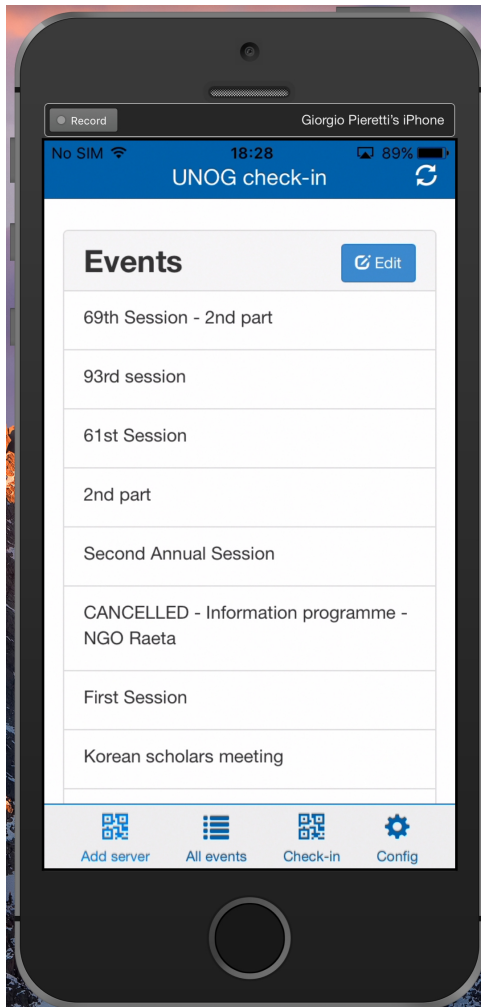 Record
Giorgio Pieretti's iPhone
No SIM 18:28 89%
UNOG check-in
Events
Edit
69th Session - 2nd part
93rd session
61st Session
2nd part
Second Annual Session
CANCELLED - Information programme -
NGO Raeta
First Session
Korean scholars meeting
Add server All events Check-in Config